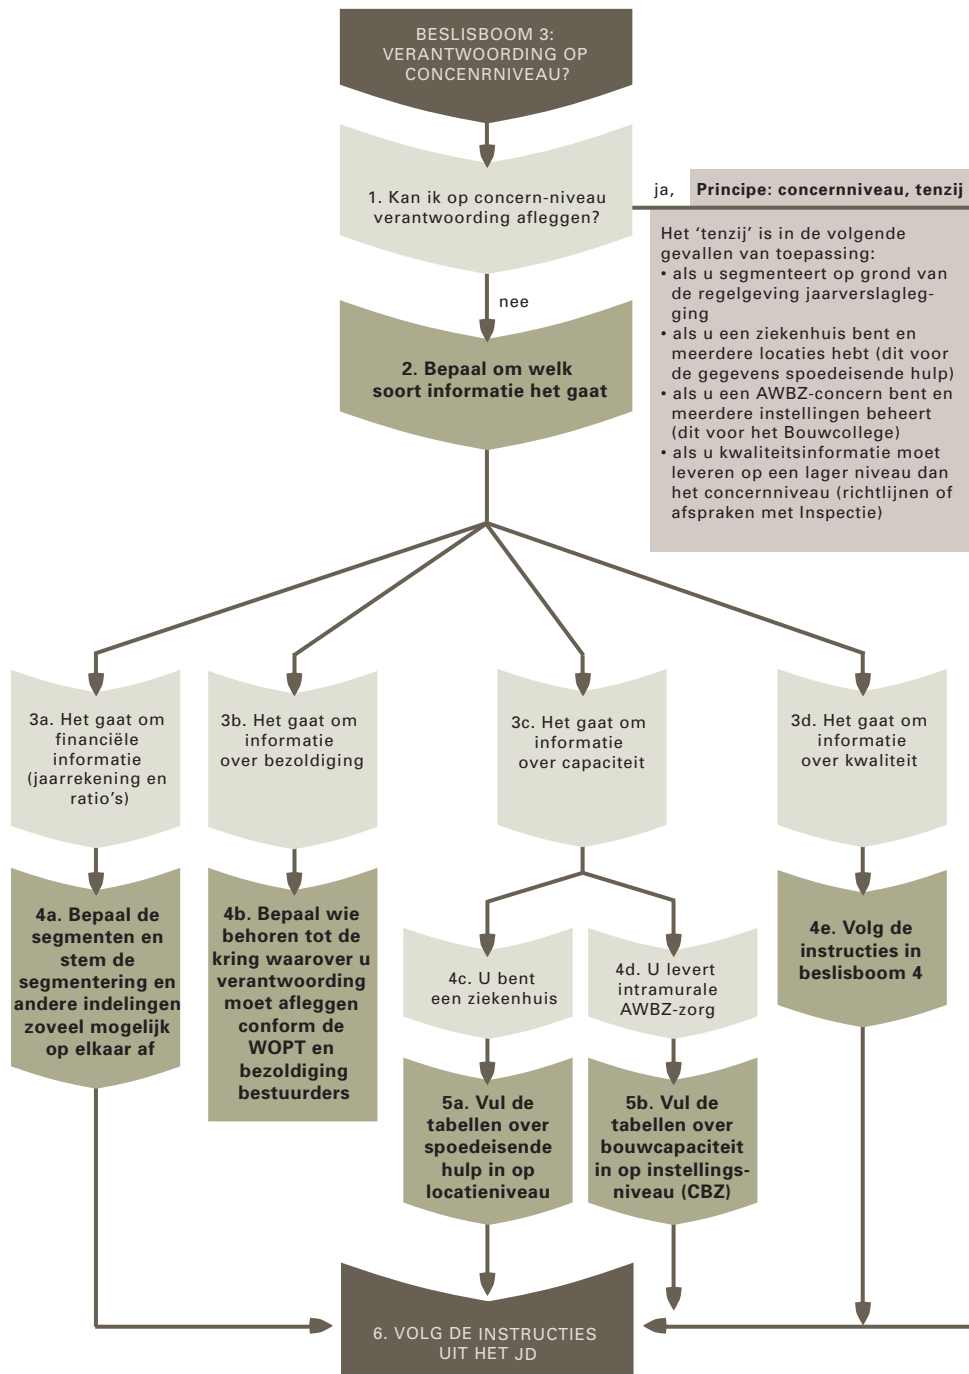 BESLISBOOM 3:
VERANTWOORDING OP
CONCENRNIVEAU?
1. Kan ik op concern-niveau
verantwoording afleggen?
ja,
Principe: concernniveau, tenzij
Het ‘tenzij’ is in de volgende
gevallen van toepassing:
• als u segmenteert op grond van
de regelgeving jaarverslagleg-
ging
• als u een ziekenhuis bent en
meerdere locaties hebt (dit voor
de gegevens spoedeisende hulp)
• als u een AWBZ-concern bent en
meerdere instellingen beheert
(dit voor het Bouwcollege)
• als u kwaliteitsinformatie moet
leveren op een lager niveau dan
het concernniveau (richtlijnen of
afspraken met Inspectie)
nee
2. Bepaal om welk
soort informatie het gaat
3a. Het gaat om
financiële
informatie
(jaarrekening en
ratio’s)
3b. Het gaat om
informatie
over bezoldiging
3c. Het gaat om
informatie
over capaciteit
3d. Het gaat om
informatie
over kwaliteit
4a. Bepaal de
segmenten en
stem de
segmentering en
andere indelingen
zoveel mogelijk
op elkaar af
4b. Bepaal wie
behoren tot de
kring waarover u
verantwoording
moet afleggen
conform de
WOPT en
bezoldiging
bestuurders
4c. U bent
een ziekenhuis
4d. U levert
intramurale
AWBZ-zorg
4e. Volg de
instructies in
beslisboom 4
5a. Vul de
tabellen over
spoedeisende
hulp in op
locatieniveau
5b. Vul de
tabellen over
bouwcapaciteit
in op instellings-
niveau (CBZ)
6. VOLG DE INSTRUCTIES
UIT HET JD